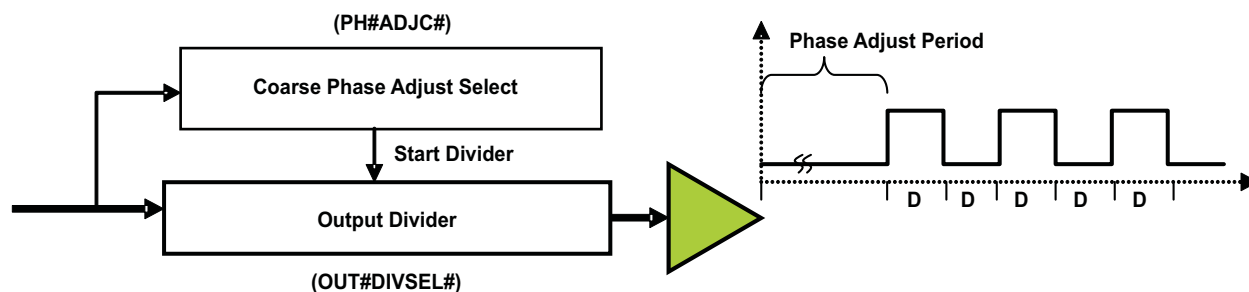 (PH#ADJC#)
Coarse Phase Adjust Select
Start Divider
Output Divider
(OUT#DIVSEL#)
Phase Adjust Period
D D D D D